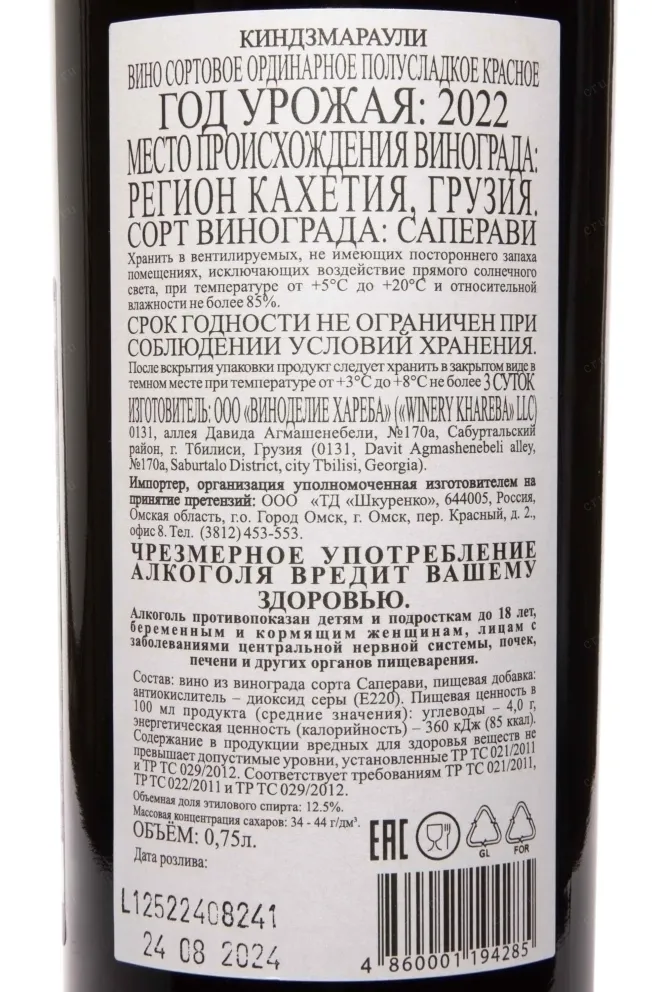 КИНДЗМАРАУЛИ
ВИНО СОРТОВОЕ ОРДИНАРНОЕ ПОЛУСЛАДКОЕ КРАСНОЕ
ГОД УРОЖАЯ: 2022
МЕСТО ПРОИСХОЖДЕНИЯ ВИНОГРАДА:
РЕГИОН КАХЕТИЯ, ГРУЗИЯ.
СОРТ ВИНОГРАДА: САПЕРАВИ
Хранить в вентилируемых, не имеющих постороннего запаха
помещениях, исключающих воздействие прямого солнечного
света, при температуре от +5°С до +20°С и относительной
влажности не более 85%.
СРОК ГОДНОСТИ НЕ ОГРАНИЧЕН ПРИ
СОБЛЮДЕНИИ УСЛОВИЙ ХРАНЕНИЯ.
После вскрытия упаковки продукт следует хранить в закрытом виде в
темном месте при температуре от +3°С до +8°С не более 3 СУТОК
ИЗГОТОВИТЕЛЬ: ООО «ВИНОДЕЛИЕ ХАРЕБА» («WINERY KHAREBA» LLC)
0131, аллея Давида Агмашенебели, №170а, Сабуртальский
район, г. Тбилиси, Грузия (0131, Davit Agmashenebeli alley,
№170a, Saburtalo District, city Tbilisi, Georgia).
Импортер, организация уполномоченная изготовителем на
принятие претензий: ООО «ТД «Шкуренко», 644005, Россия,
Омская область, г.о. Город Омск, г. Омск, пер. Красный, д. 2.,
офис 8. Тел. (3812) 453-553.
ЧРЕЗМЕРНОЕ УПОТРЕБЛЕНИЕ
АЛКОГОЛЯ ВРЕДИТ ВАШЕМУ
ЗДОРОВЬЮ.
Алкоголь противопоказан детям и подросткам до 18 лет,
беременным и кормящим женщинам, лицам с
заболеваниями центральной нервной системы, почек,
печени и других органов пищеварения.
Состав: вино из винограда сорта Саперави, пищевая добавка:
антиокислитель – диоксид серы (Е220). Пищевая ценность в
100 мл продукта (средние значения): углеводы – 4,0 г,
энергетическая ценность (калорийность) – 360 кДж (85 ккал).
Содержание в продукции вредных для здоровья веществ не
превышает допустимые уровни, установленные ТР ТС 021/2011
и ТР ТС 029/2012. Соответствует требованиям ТР ТС 021/2011,
ТР ТС 022/2011 и ТР ТС 029/2012.
Объемная доля этилового спирта: 12.5%.
Массовая концентрация сахаров: 34 - 44 г/дм³.
ОБЪЁМ: 0,75л.
Дата розлива:
EAC
GL
FOR
L12522408241
24 08 2024
4 860001 194285